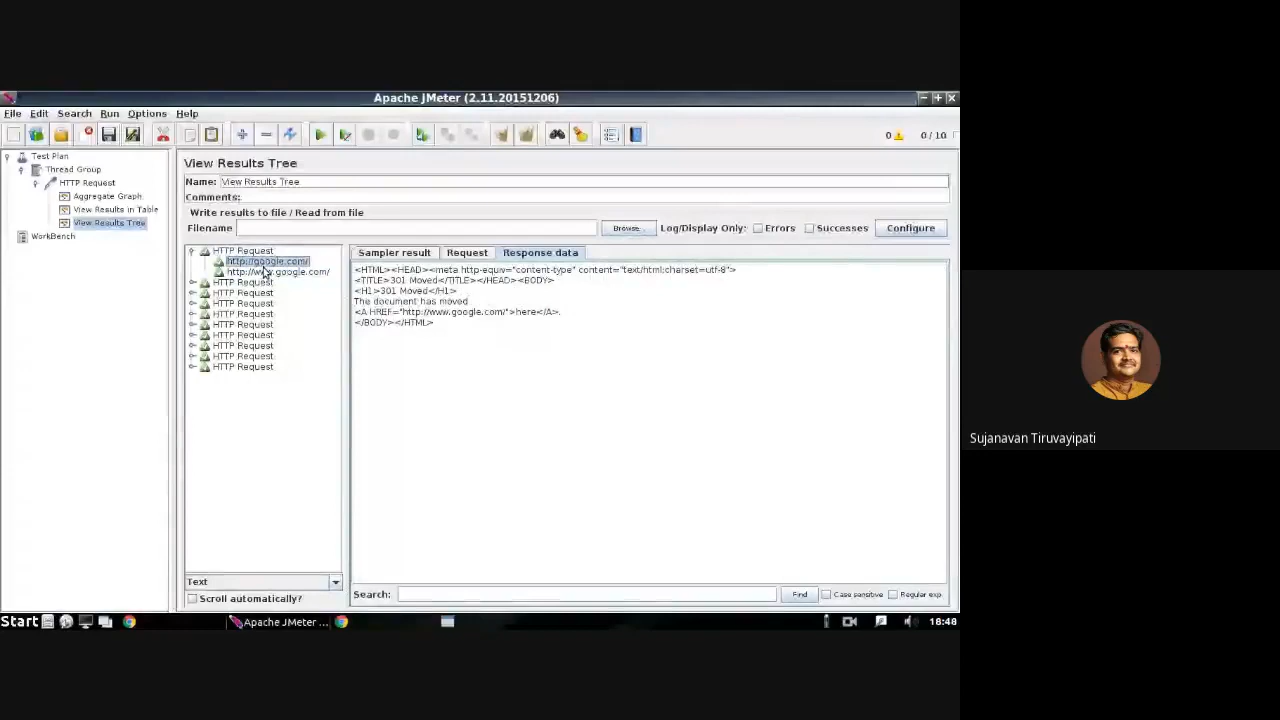 Apache JMeter (2.11.20151206)
File Edit Search Run Options Help
0 0 / 10
Test Plan
Thread Group
HTTP Request
Aggregate Graph
View Results in Table
View Results Tree
WorkBench
View Results Tree
Name: View Results Tree
Comments:
Write results to file / Read from file
Filename Browse... Log/Display Only: Errors Successes Configure
HTTP Request
http://google.com/
http://www.google.com/
HTTP Request
HTTP Request
HTTP Request
HTTP Request
HTTP Request
HTTP Request
HTTP Request
HTTP Request
HTTP Request
Text
Scroll automatically?
Sampler result Request Response data
<HTML><HEAD><meta http-equiv="content-type" content="text/html;charset=utf-8">
<TITLE>301 Moved</TITLE></HEAD><BODY>
<H1>301 Moved</H1>
The document has moved
<A HREF="http://www.google.com/">here</A>.
</BODY></HTML>
Search: Find Case sensitive Regular exp.
Start Apache JMeter ... 18:48
Sujanavan Tiruvayipati